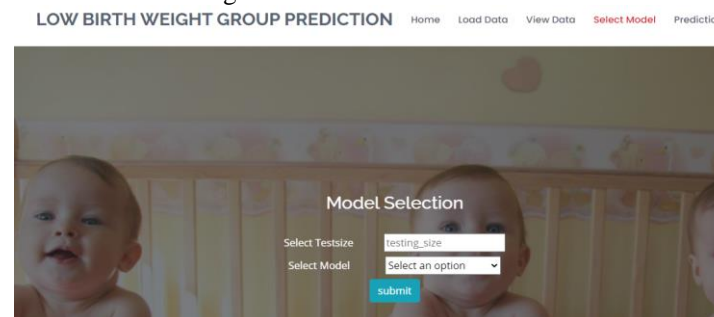 LOW BIRTH WEIGHT GROUP PREDICTION Home Load Data View Data Select Model
Model Selection
Select Testsize testing_size
Select Model Select an option
submit